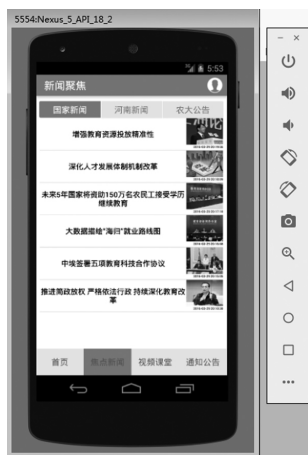 5554:Nexus_5_API_18_2
5:53
新闻聚焦
国家新闻 河南新闻 农大公告
增强教育资源投放精准性
深化人才发展体制机制改革
未来5年国家将资助150万名农民工接受学历
继续教育
大数据描绘“海归”就业路线图
中埃签署五项教育科技合作协议
推进简政放权 严格依法行政 持续深化教育改
革
首页 焦点新闻 视频课堂 通知公告